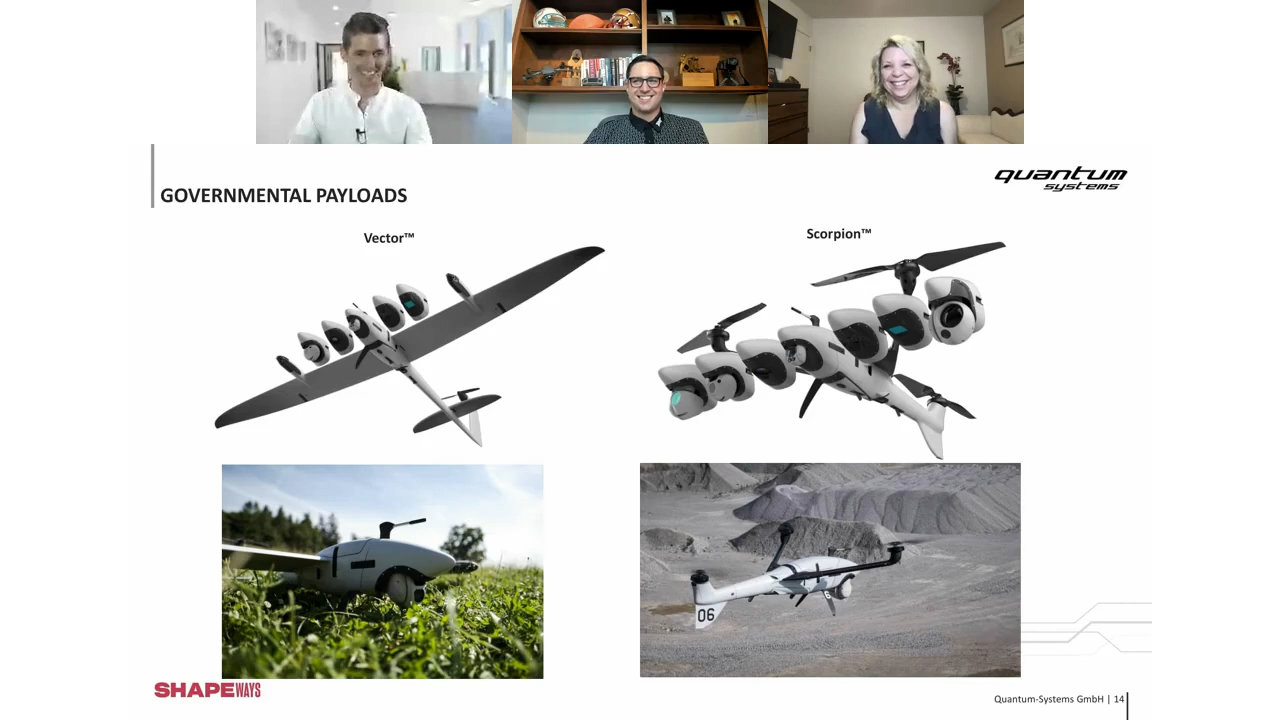 GOVERNMENTAL PAYLOADS
quantum
systems
Vector™
Scorpion™
06
SHAPEWAYS
Quantum-Systems GmbH | 14